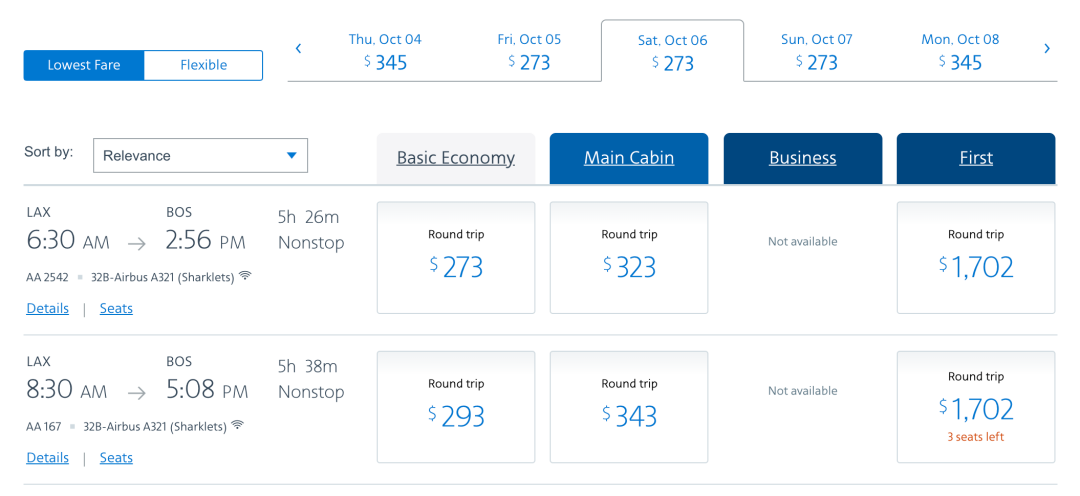 Lowest Fare
Flexible
‹
Thu, Oct 04
$ 345
Fri, Oct 05
$ 273
Sat, Oct 06
$ 273
Sun, Oct 07
$ 273
Mon, Oct 08
$ 345
›
Sort by:
Relevance
Basic Economy
Main Cabin
Business
First
LAX
BOS
6:30 AM → 2:56 PM
5h 26m
Nonstop
AA 2542 ▪ 32B-Airbus A321 (Sharklets)
Details | Seats
Round trip
$273
Round trip
$323
Not available
Round trip
$1,702
LAX
BOS
8:30 AM → 5:08 PM
5h 38m
Nonstop
AA 167 ▪ 32B-Airbus A321 (Sharklets)
Details | Seats
Round trip
$293
Round trip
$343
Not available
Round trip
$1,702
3 seats left